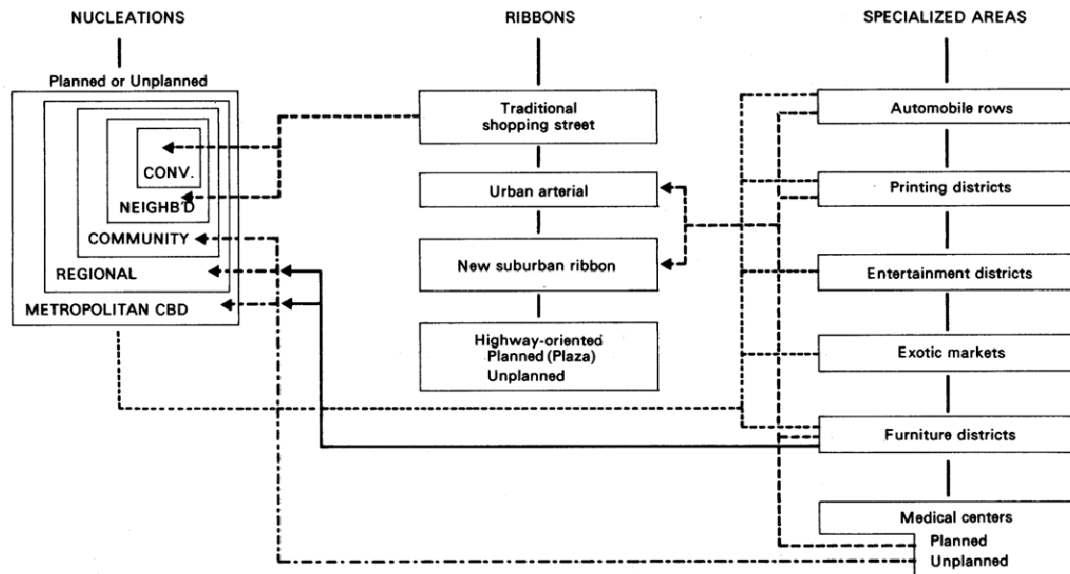 NUCLEATIONS
Planned or Unplanned
CONV.
NEIGHB'D
COMMUNITY
REGIONAL
METROPOLITAN CBD
RIBBONS
Traditional
shopping street
Urban arterial
New suburban ribbon
Highway-oriented
Planned (Plaza)
Unplanned
SPECIALIZED AREAS
Automobile rows
Printing districts
Entertainment districts
Exotic markets
Furniture districts
Medical centers
Planned
Unplanned